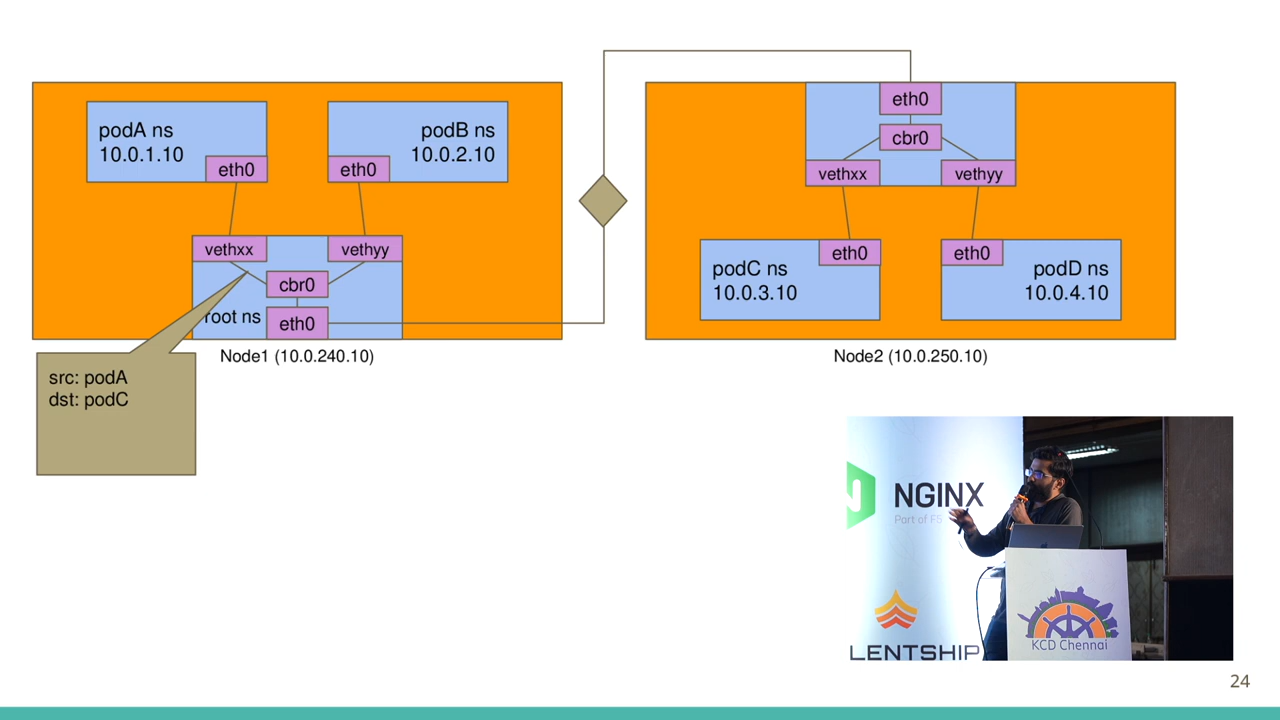 podA ns
10.0.1.10
eth0
podB ns
10.0.2.10
eth0
vethxx
vethyy
cbr0
root ns
eth0
Node1 (10.0.240.10)
src: podA
dst: podC
eth0
cbr0
vethxx
vethyy
podC ns
10.0.3.10
eth0
eth0
podD ns
10.0.4.10
Node2 (10.0.250.10)
NGINX
Part of F5
LENTSHIP
KCD Chennai
24